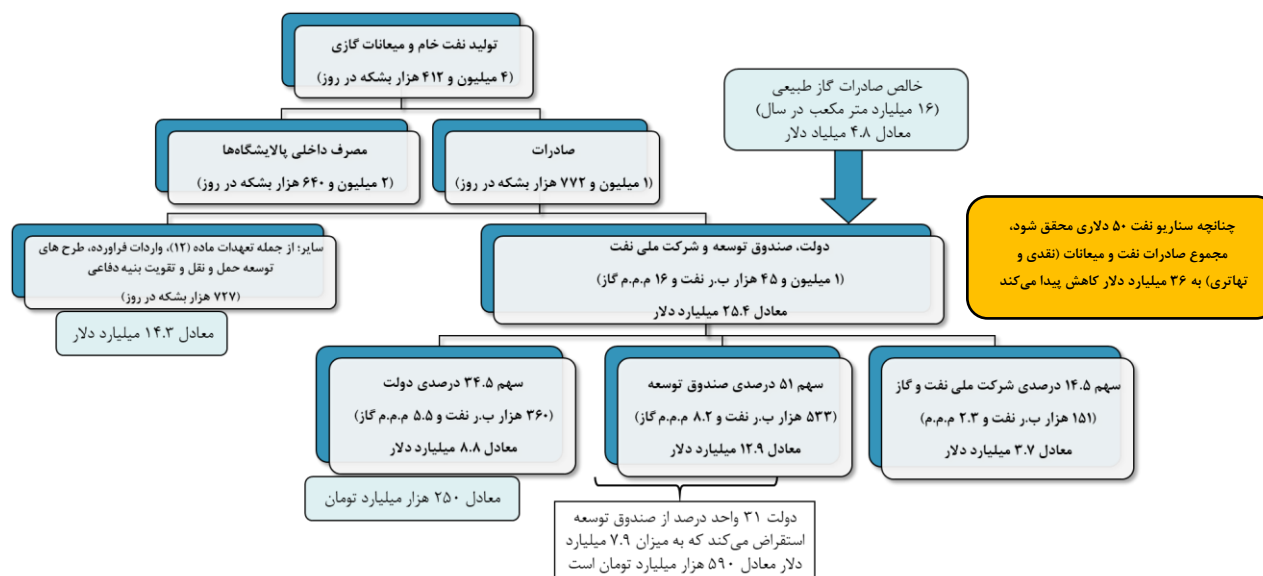 تولید نفت خام و میعانات گازی
(۴ میلیون و ۴۱۲ هزار بشکه در روز)
خالص صادرات گاز طبیعی
(۱۶ میلیارد متر مکعب در سال)
معادل ۴.۸ میلیاد دلار
صادرات
(۱ میلیون و ۷۷۲ هزار بشکه در روز)
مصرف داخلی پالایشگاه‌ها
(۲ میلیون و ۶۴۰ هزار بشکه در روز)
چنانچه سناریو نفت ۵۰ دلاری محقق شود،
مجموع صادرات نفت و میعانات (نقدی و
تهاتری) به ۳۶ میلیارد دلار کاهش پیدا می‌کند
دولت، صندوق توسعه و شرکت ملی نفت
(۱ میلیون و ۴۵ هزار ب.ر نفت و ۱۶ م.م.م گاز)
معادل ۲۵.۴ میلیارد دلار
سایر؛ از جمله تعهدات ماده (۱۲)، واردات فراورده، طرح های
توسعه حمل و نقل و تقویت بنیه دفاعی
(۷۲۷ هزار بشکه در روز)
معادل ۱۴.۳ میلیارد دلار
سهم ۱۴.۵ درصدی شرکت ملی نفت و گاز
(۱۵۱ هزار ب.ر نفت و ۲.۳ م.م.م)
معادل ۳.۷ میلیارد دلار
سهم ۵۱ درصدی صندوق توسعه
(۵۳۳ هزار ب.ر نفت و ۸.۲ م.م.م گاز)
معادل ۱۲.۹ میلیارد دلار
سهم ۳۴.۵ درصدی دولت
(۳۶۰ هزار ب.ر نفت و ۵.۵ م.م.م گاز)
معادل ۸.۸ میلیارد دلار
معادل ۲۵۰ هزار میلیارد تومان
دولت ۳۱ واحد درصد از صندوق توسعه
استقراض می‌کند که به میزان ۷.۹ میلیارد
دلار معادل ۵۹۰ هزار میلیارد تومان است